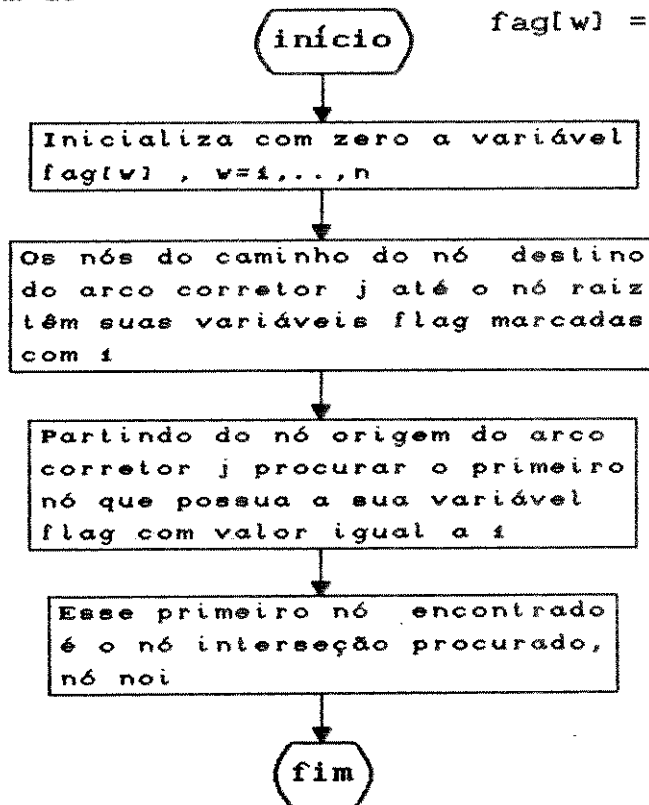 fag[w] =
início
Inicializa com zero a variável
fag[w] , w=1,..,n
Os nós do caminho do nó destino
do arco corretor j até o nó raiz
têm suas variáveis flag marcadas
com 1
Partindo do nó origem do arco
corretor j procurar o primeiro
nó que possua a sua variável
flag com valor igual a 1
Esse primeiro nó encontrado
é o nó interseção procurado,
nó noi
fim